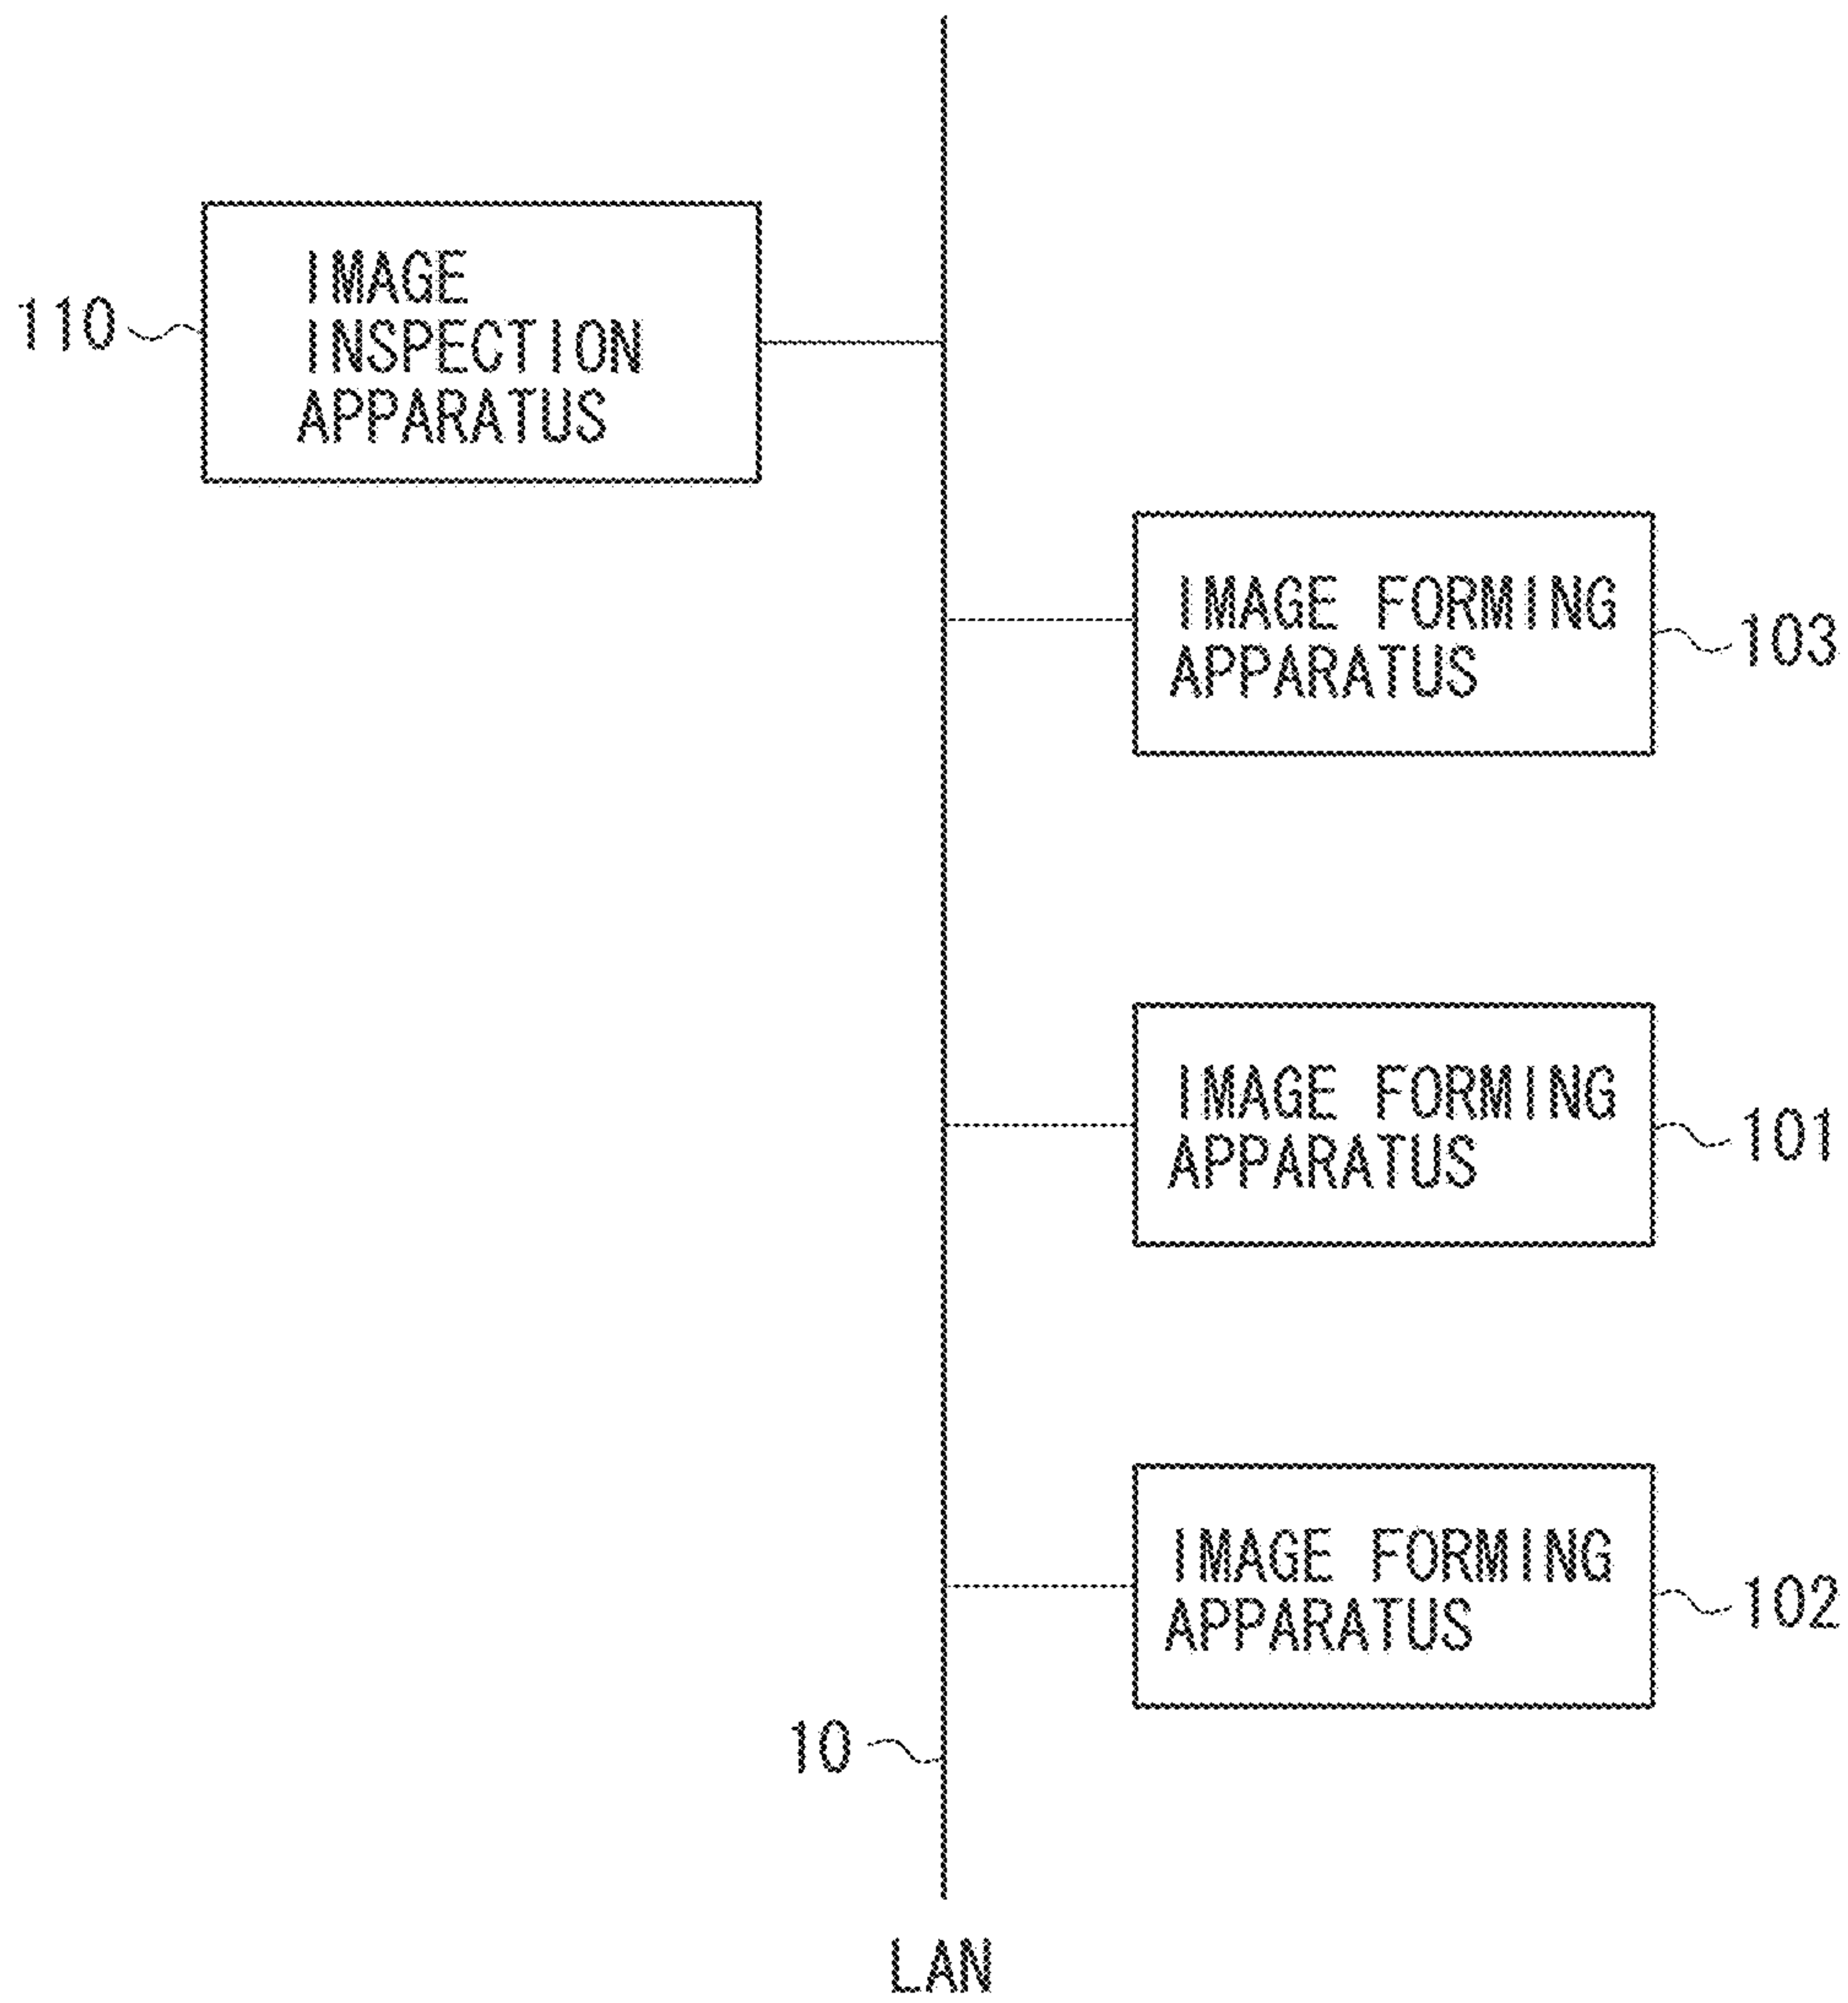 110
IMAGE
INSPECTION
APPARATUS
IMAGE FORMING
APPARATUS
103
IMAGE FORMING
APPARATUS
101
IMAGE FORMING
APPARATUS
102
10
LAN